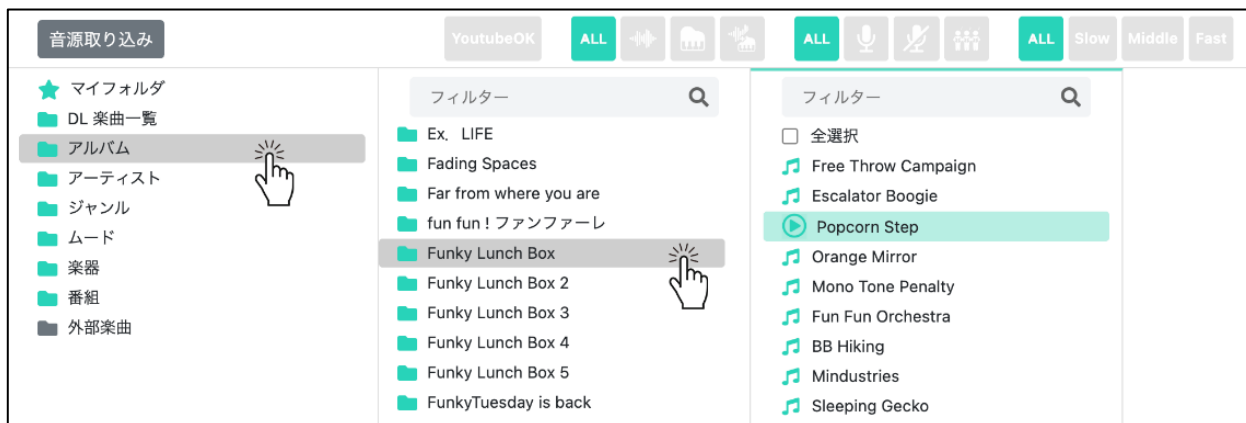 音源取り込み
YoutubeOK
ALL
ALL
ALL
Slow
Middle
Fast
マイフォルダ
DL 楽曲一覧
アルバム
アーティスト
ジャンル
ムード
楽器
番組
外部楽曲
フィルター
Ex．LIFE
Fading Spaces
Far from where you are
fun fun ! ファンファーレ
Funky Lunch Box
Funky Lunch Box 2
Funky Lunch Box 3
Funky Lunch Box 4
Funky Lunch Box 5
FunkyTuesday is back
フィルター
全選択
Free Throw Campaign
Escalator Boogie
Popcorn Step
Orange Mirror
Mono Tone Penalty
Fun Fun Orchestra
BB Hiking
Mindustries
Sleeping Gecko